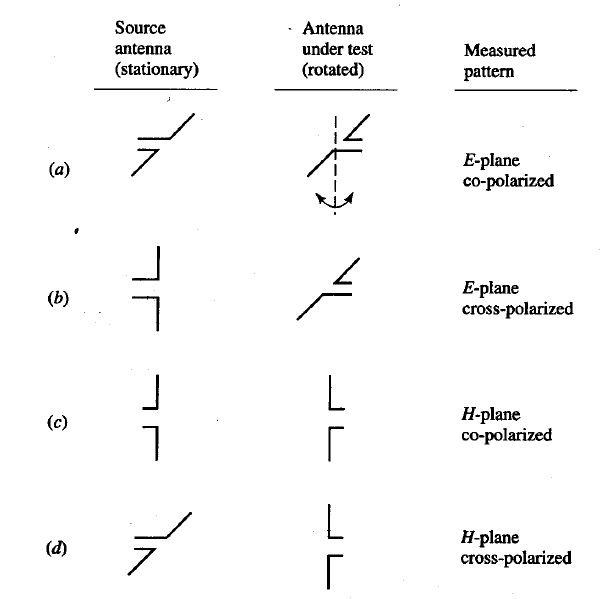 Source
antenna
(stationary)
Antenna
under test
(rotated)
Measured
pattern
(a)
E-plane
co-polarized
(b)
E-plane
cross-polarized
(c)
H-plane
co-polarized
(d)
H-plane
cross-polarized